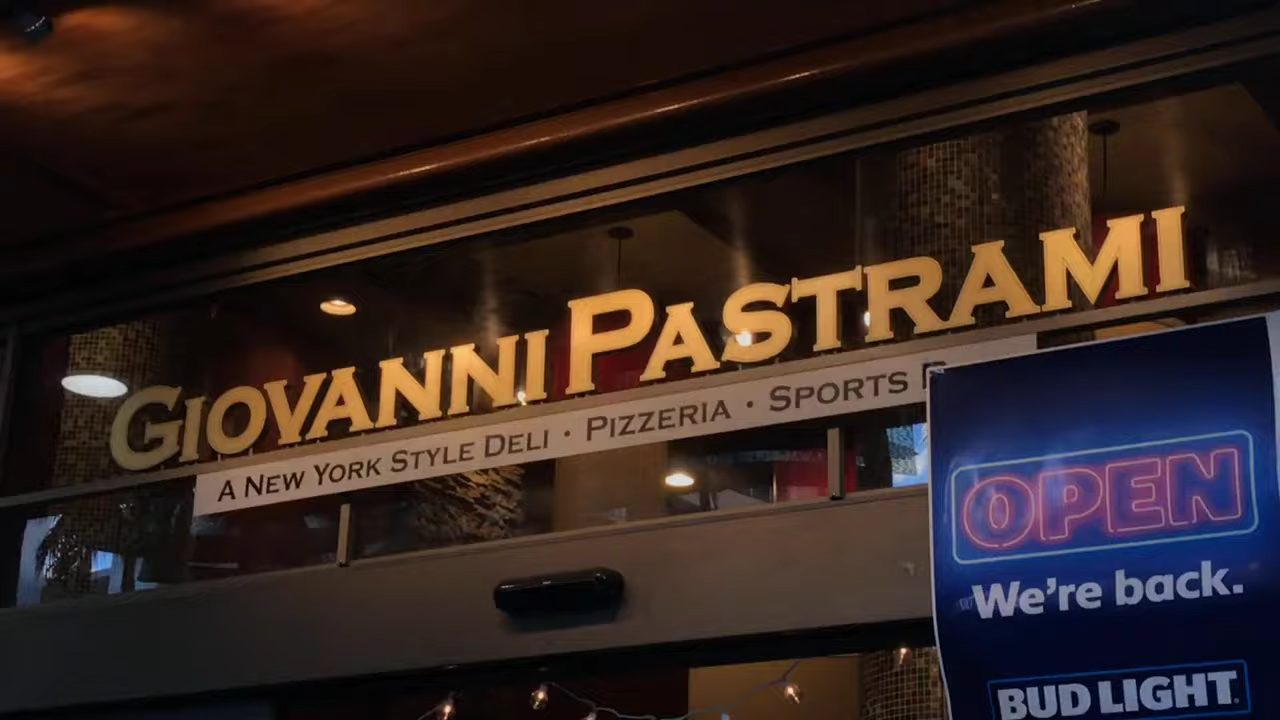 GIOVANNI PASTRAMI
A NEW YORK STYLE DELI · PIZZERIA · SPORTS
OPEN
We're back.
BUD LIGHT.